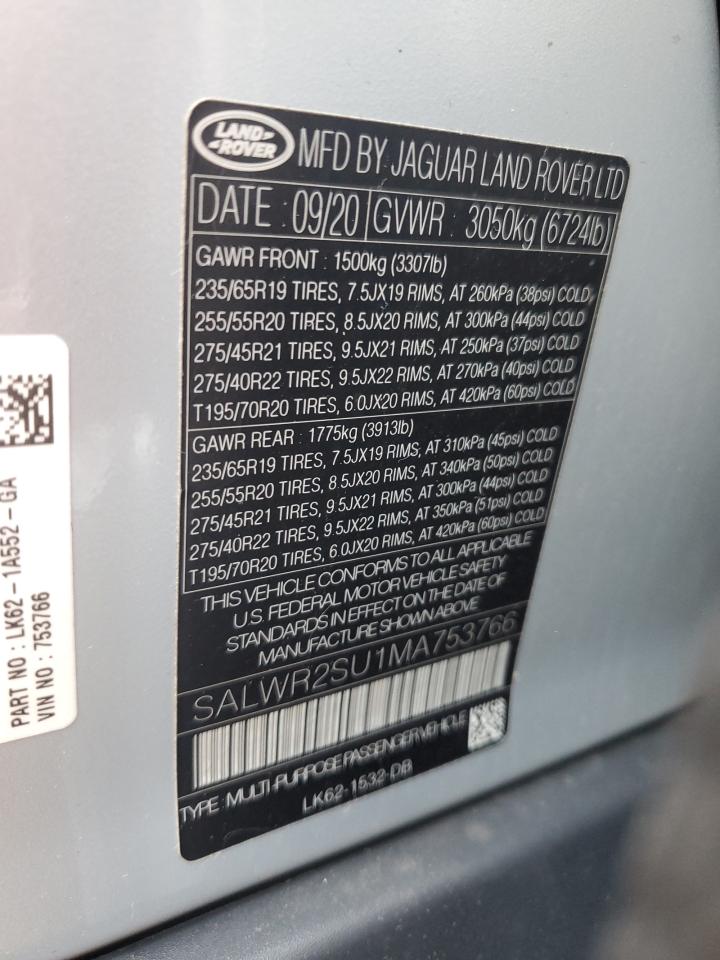 LAND-
-ROVER
MFD BY JAGUAR LAND ROVER LTD
DATE : 09/20 GVWR : 3050kg (6724lb)
GAWR FRONT : 1500kg (3307lb)
235/65R19 TIRES, 7.5JX19 RIMS, AT 260kPa (38psi) COLD
255/55R20 TIRES, 8.5JX20 RIMS, AT 300kPa (44psi) COLD
275/45R21 TIRES, 9.5JX21 RIMS, AT 250kPa (37psi) COLD
275/40R22 TIRES, 9.5JX22 RIMS, AT 270kPa (40psi) COLD
T195/70R20 TIRES, 6.0JX20 RIMS, AT 420kPa (60psi) COLD
GAWR REAR : 1775kg (3913lb)
235/65R19 TIRES, 7.5JX19 RIMS, AT 310kPa (45psi) COLD
255/55R20 TIRES, 8.5JX20 RIMS, AT 340kPa (50psi) COLD
275/45R21 TIRES, 9.5JX21 RIMS, AT 300kPa (44psi) COLD
275/40R22 TIRES, 9.5JX22 RIMS, AT 350kPa (51psi) COLD
T195/70R20 TIRES, 6.0JX20 RIMS, AT 420kPa (60psi) COLD
THIS VEHICLE CONFORMS TO ALL APPLICABLE
U.S. FEDERAL MOTOR VEHICLE SAFETY
STANDARDS IN EFFECT ON THE DATE OF
MANUFACTURE SHOWN ABOVE
SALWR2SU1MA753766
TYPE: MULTI-PURPOSE PASSENGER VEHICLE
LK62-1532-DB
PART NO : LK62-1A552-GA
VIN NO : 753766